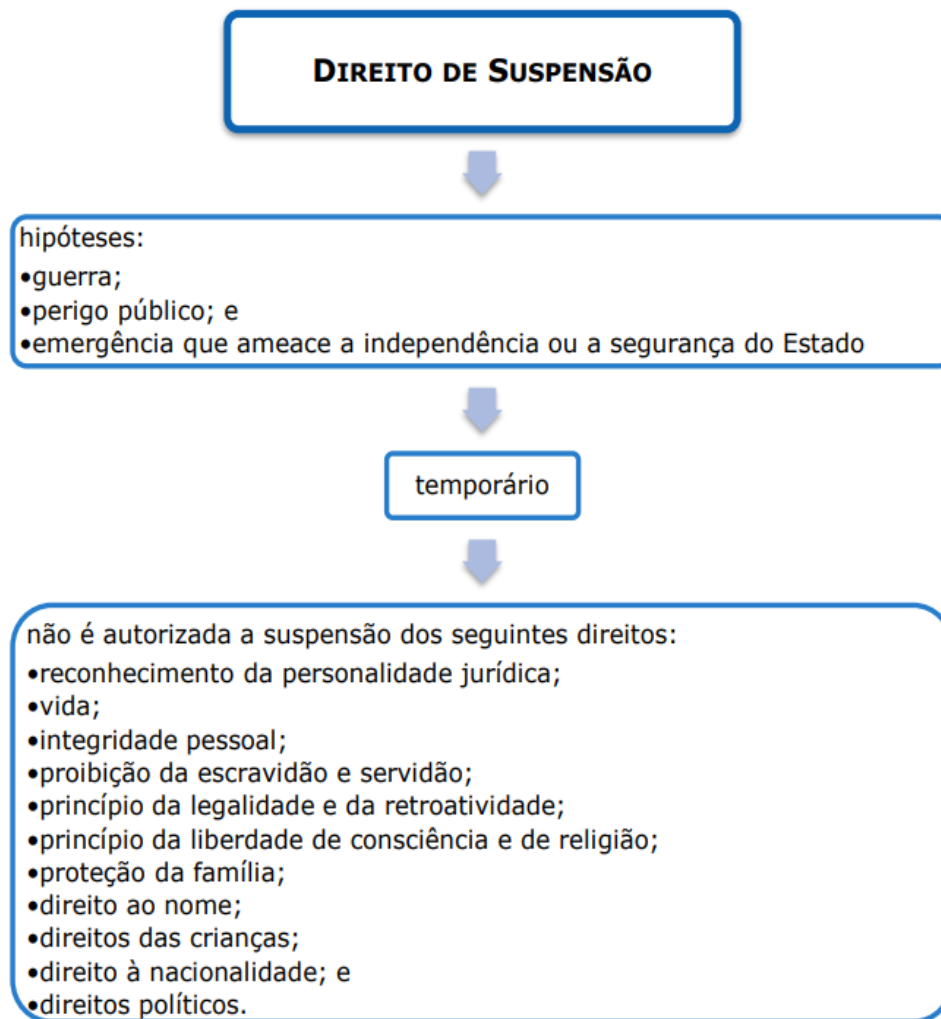 DIREITO DE SUSPENSÃO
hipóteses:
•guerra;
•perigo público; e
•emergência que ameace a independência ou a segurança do Estado
temporário
não é autorizada a suspensão dos seguintes direitos:
•reconhecimento da personalidade jurídica;
•vida;
•integridade pessoal;
•proibição da escravidão e servidão;
•princípio da legalidade e da retroatividade;
•princípio da liberdade de consciência e de religião;
•proteção da família;
•direito ao nome;
•direitos das crianças;
•direito à nacionalidade; e
•direitos políticos.